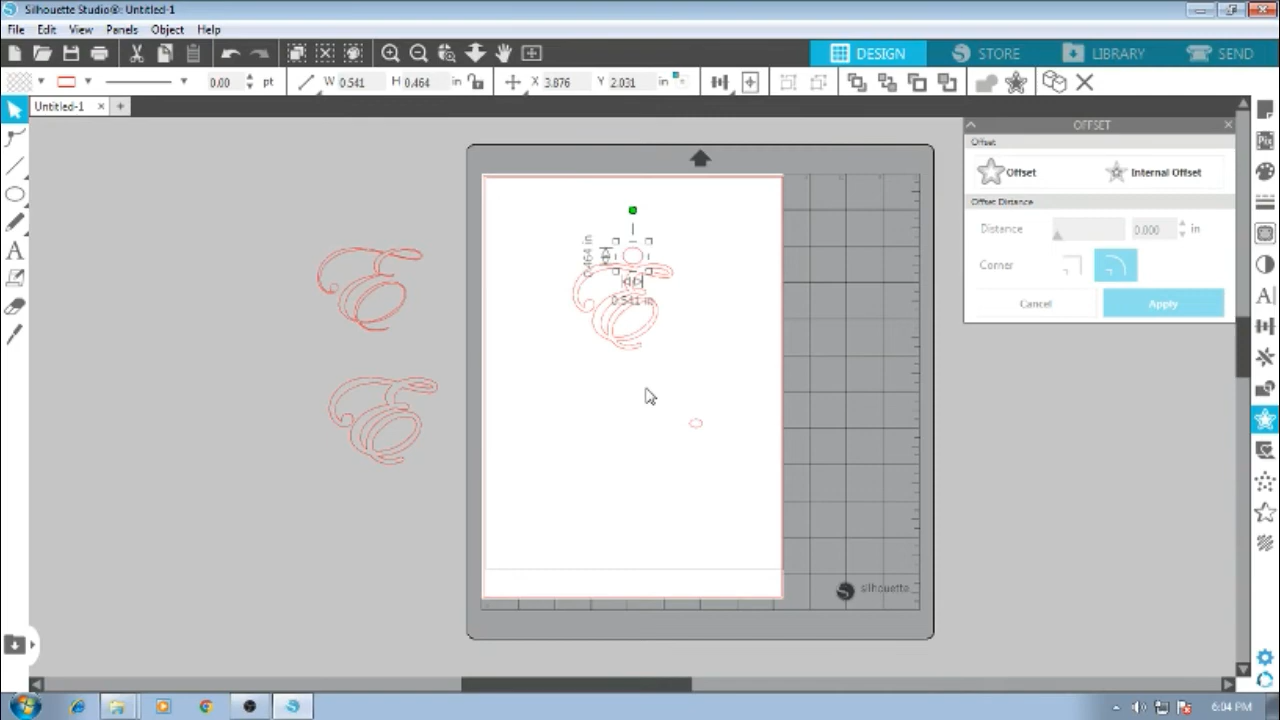 Silhouette Studio®: Untitled-1
File Edit View Panels Object Help
DESIGN STORE LIBRARY SEND
0.00 pt W 0.541 H 0.464 in X 3.876 Y 2.031 in
Untitled-1
OFFSET
Offset
Offset Internal Offset
Offset Distance
Distance 0.000 in
Corner
Cancel Apply
0.464 in
0.541 in
silhouette
6:04 PM